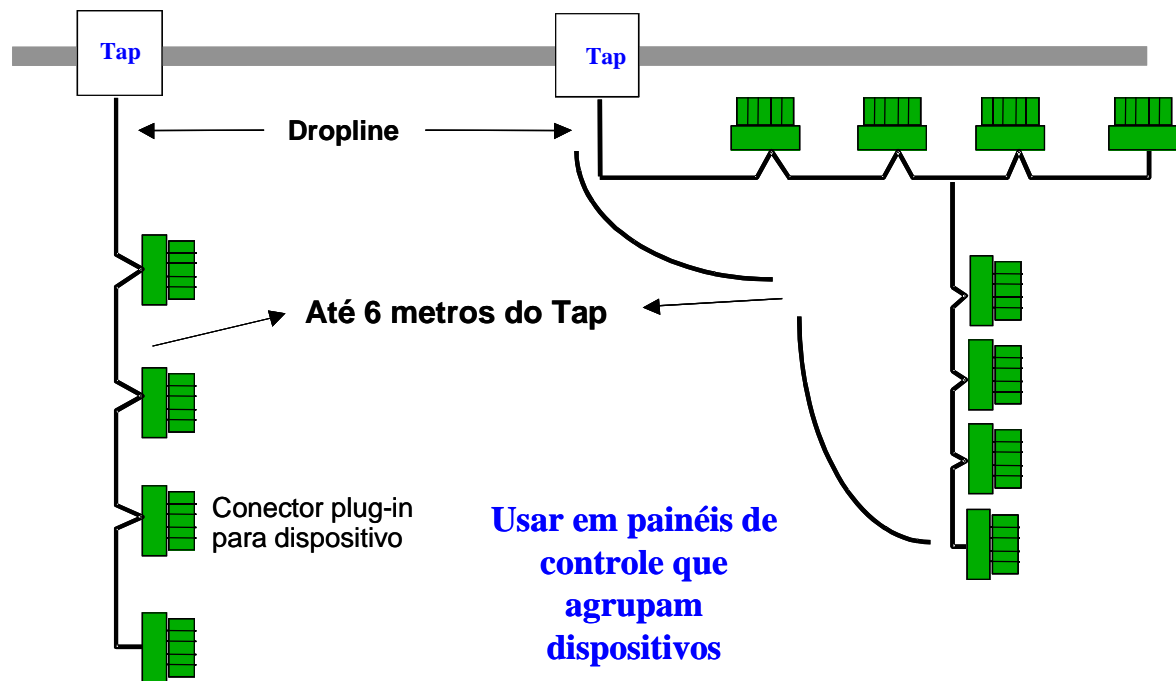 Tap
Tap
Dropline
Até 6 metros do Tap
Conector plug-in
para dispositivo
Usar em painéis de
controle que
agrupam
dispositivos